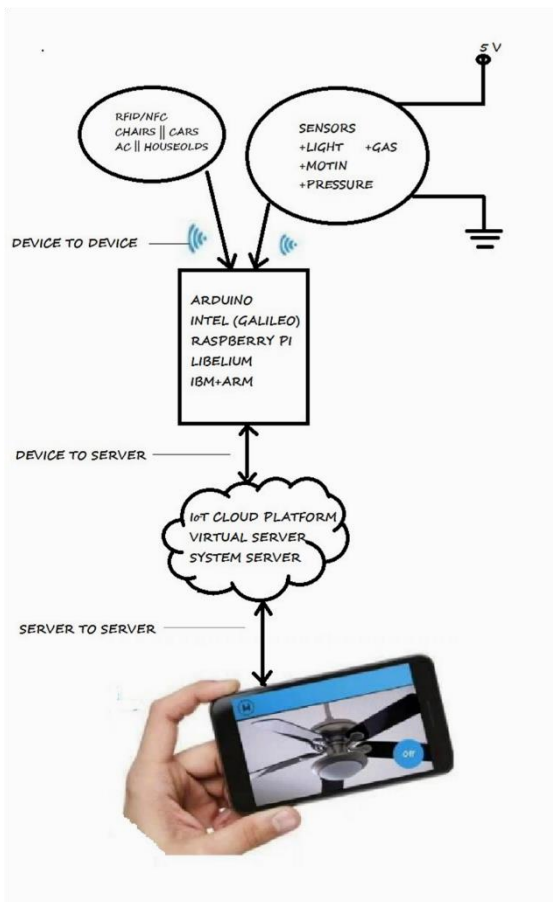 5 V
RFID/NFC
CHAIRS || CARS
AC || HOUSEOLDS
SENSORS
+LIGHT +GAS
+MOTIN
+PRESSURE
DEVICE TO DEVICE
ARDUINO
INTEL (GALILEO)
RASPBERRY PI
LIBELIUM
IBM+ARM
DEVICE TO SERVER
IoT CLOUD PLATFORM
VIRTUAL SERVER
SYSTEM SERVER
SERVER TO SERVER
M
Off